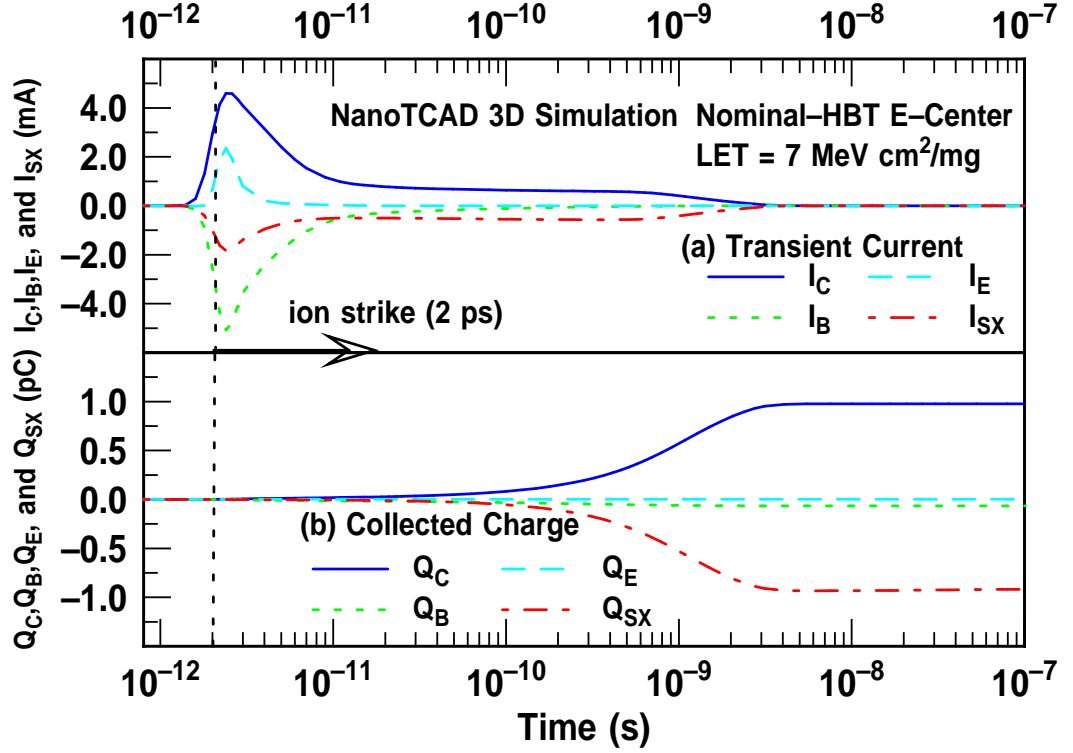 10⁻¹² 10⁻¹¹ 10⁻¹⁰ 10⁻⁹ 10⁻⁸ 10⁻⁷
I_C,I_B,I_E, and I_SX (mA)
4.0
2.0
0.0
−2.0
−4.0
NanoTCAD 3D Simulation Nominal–HBT E–Center
LET = 7 MeV cm²/mg
(a) Transient Current
I_C I_E
I_B I_SX
ion strike (2 ps)
Q_C,Q_B,Q_E, and Q_SX (pC)
1.0
0.5
0.0
−0.5
−1.0
(b) Collected Charge
Q_C Q_E
Q_B Q_SX
10⁻¹² 10⁻¹¹ 10⁻¹⁰ 10⁻⁹ 10⁻⁸ 10⁻⁷
Time (s)